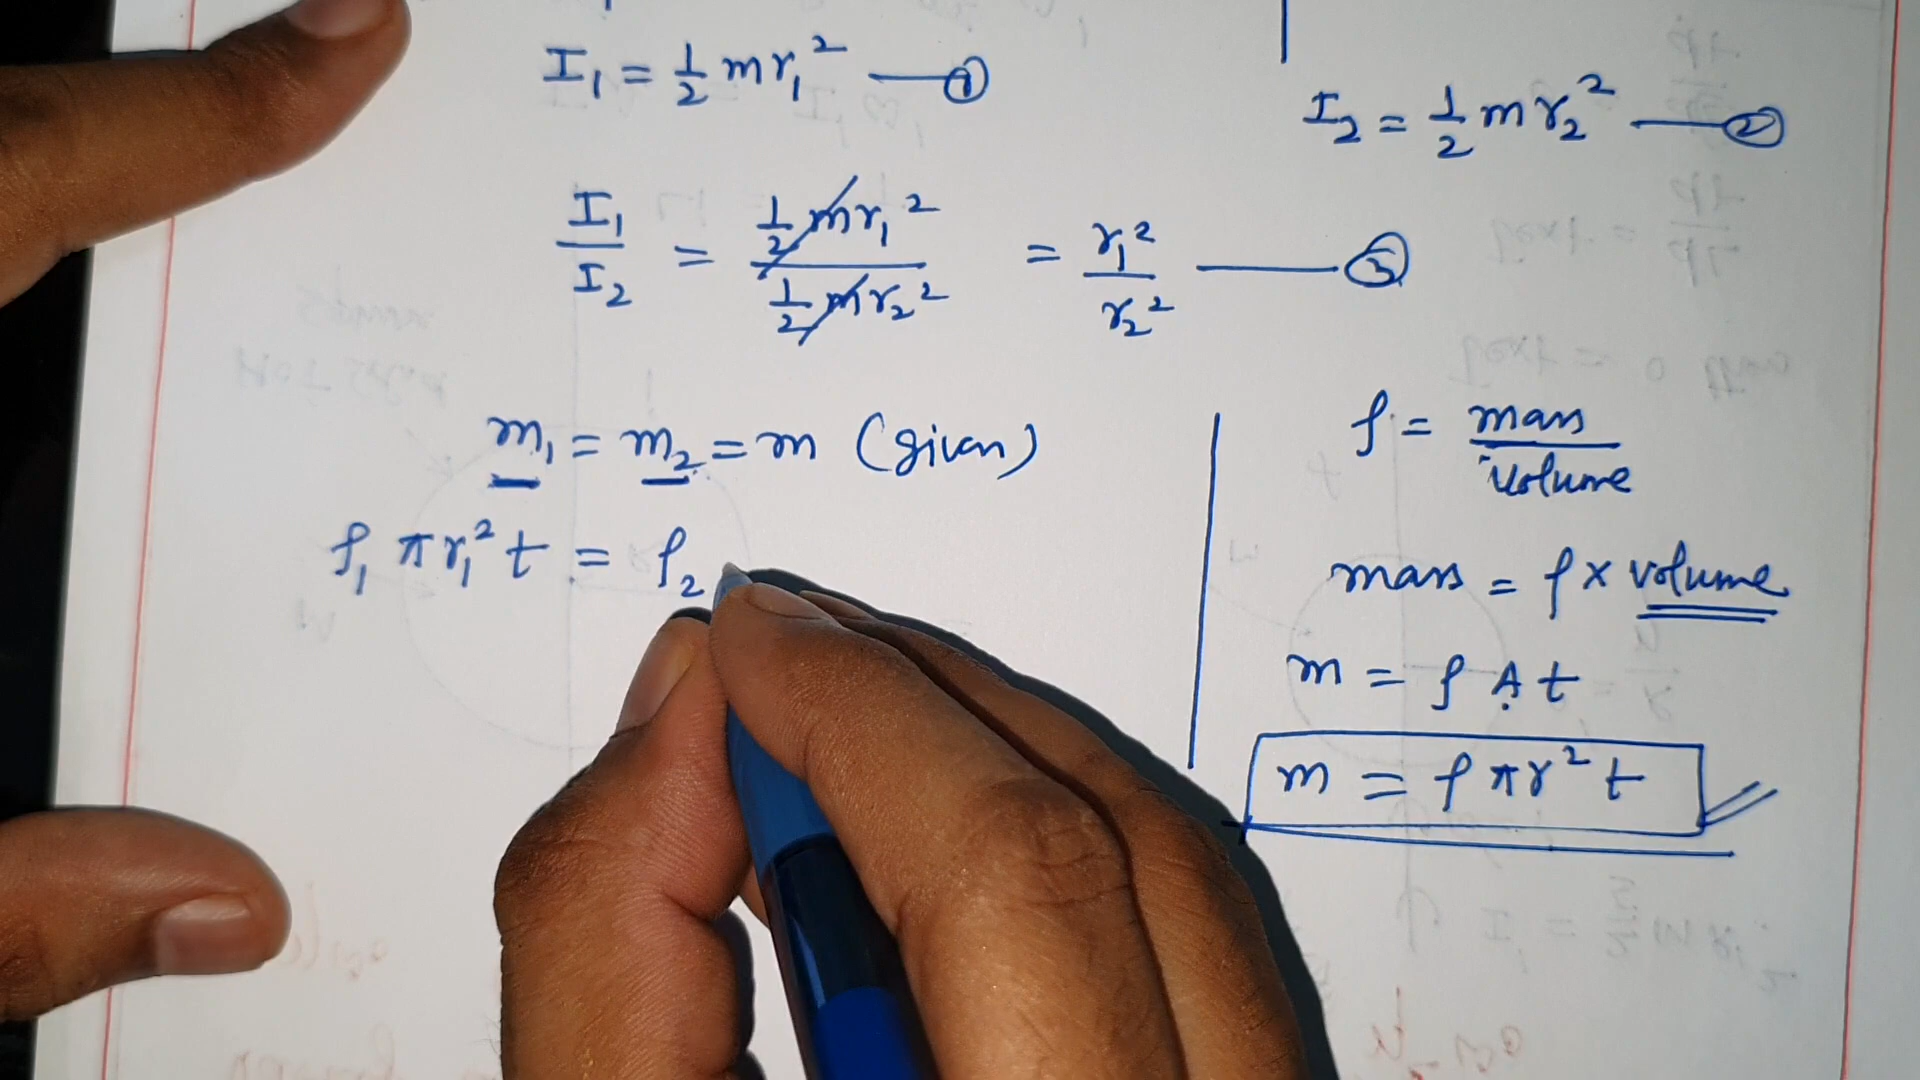 I₁ = 1/2 m r₁² — ①
I₂ = 1/2 m r₂² — ②
I₁/I₂ = (1/2 m r₁²)/(1/2 m r₂²) = r₁²/r₂² — ③
m₁ = m₂ = m (given)
ρ₁ π r₁² t = ρ₂
ρ = mass/volume
mass = ρ × volume
m = ρ A t
m = ρ π r² t